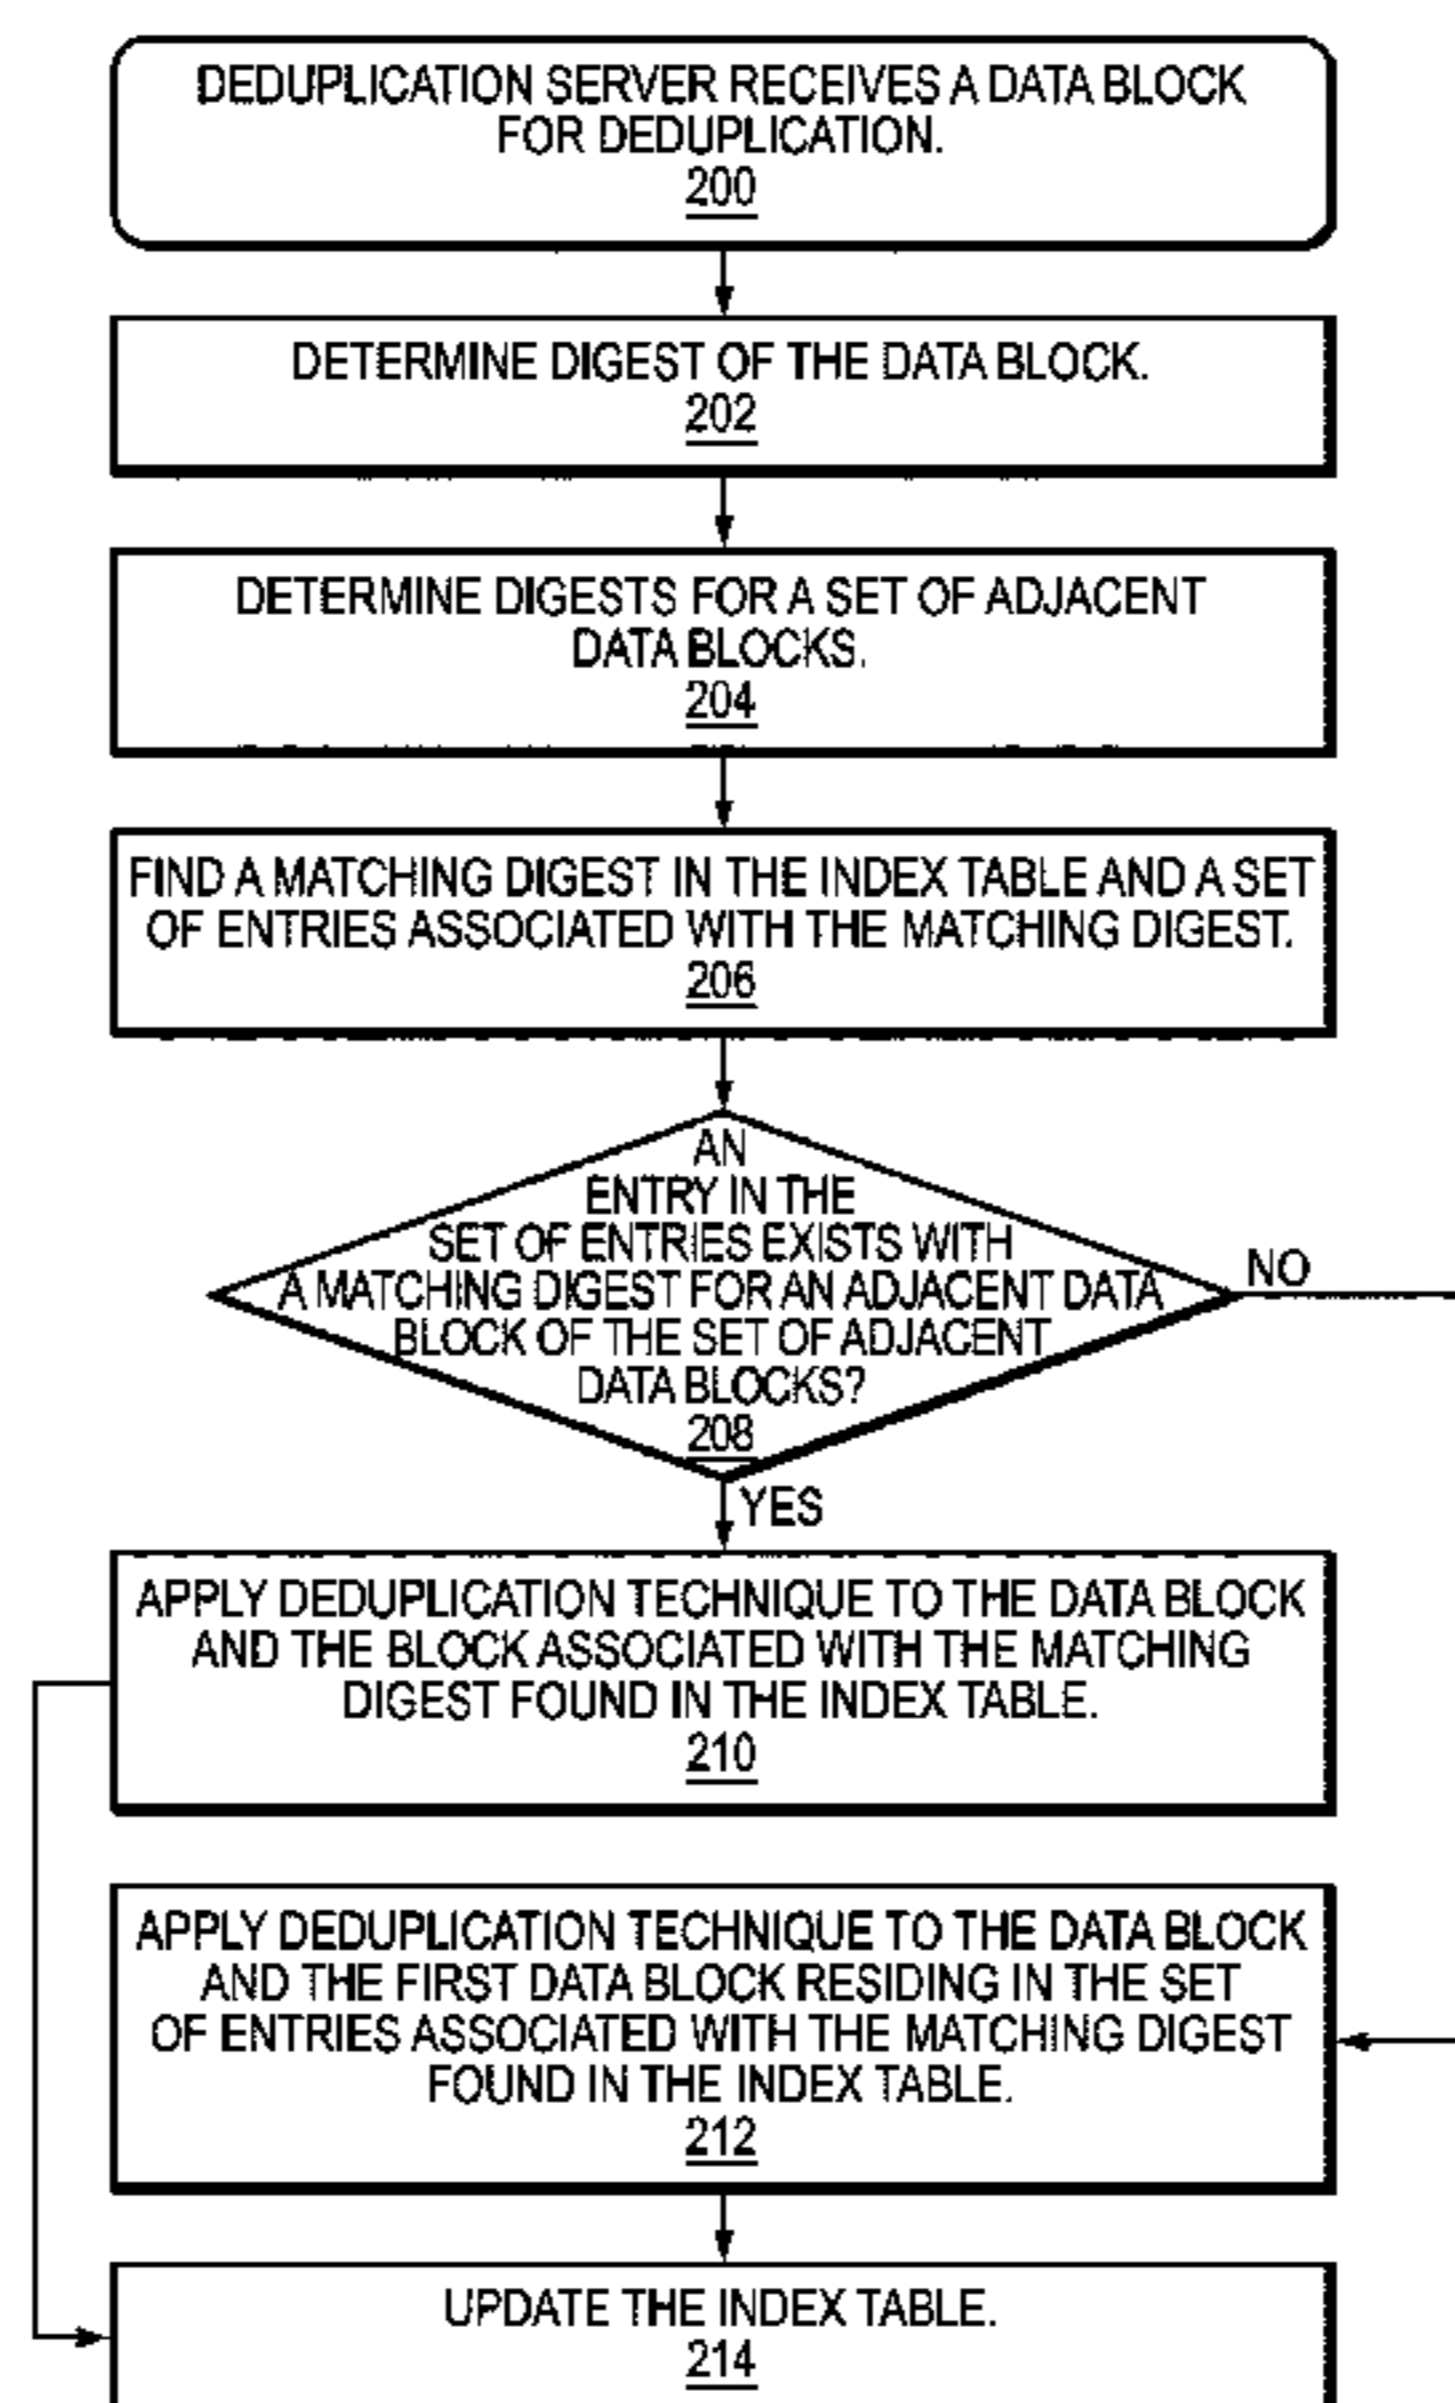 DEDUPLICATION SERVER RECEIVES A DATA BLOCK
FOR DEDUPLICATION.
200
DETERMINE DIGEST OF THE DATA BLOCK.
202
DETERMINE DIGESTS FOR A SET OF ADJACENT
DATA BLOCKS.
204
FIND A MATCHING DIGEST IN THE INDEX TABLE AND A SET
OF ENTRIES ASSOCIATED WITH THE MATCHING DIGEST.
206
AN
ENTRY IN THE
SET OF ENTRIES EXISTS WITH
A MATCHING DIGEST FOR AN ADJACENT DATA
BLOCK OF THE SET OF ADJACENT
DATA BLOCKS?
208
NO
YES
APPLY DEDUPLICATION TECHNIQUE TO THE DATA BLOCK
AND THE BLOCK ASSOCIATED WITH THE MATCHING
DIGEST FOUND IN THE INDEX TABLE.
210
APPLY DEDUPLICATION TECHNIQUE TO THE DATA BLOCK
AND THE FIRST DATA BLOCK RESIDING IN THE SET
OF ENTRIES ASSOCIATED WITH THE MATCHING DIGEST
FOUND IN THE INDEX TABLE.
212
UPDATE THE INDEX TABLE.
214